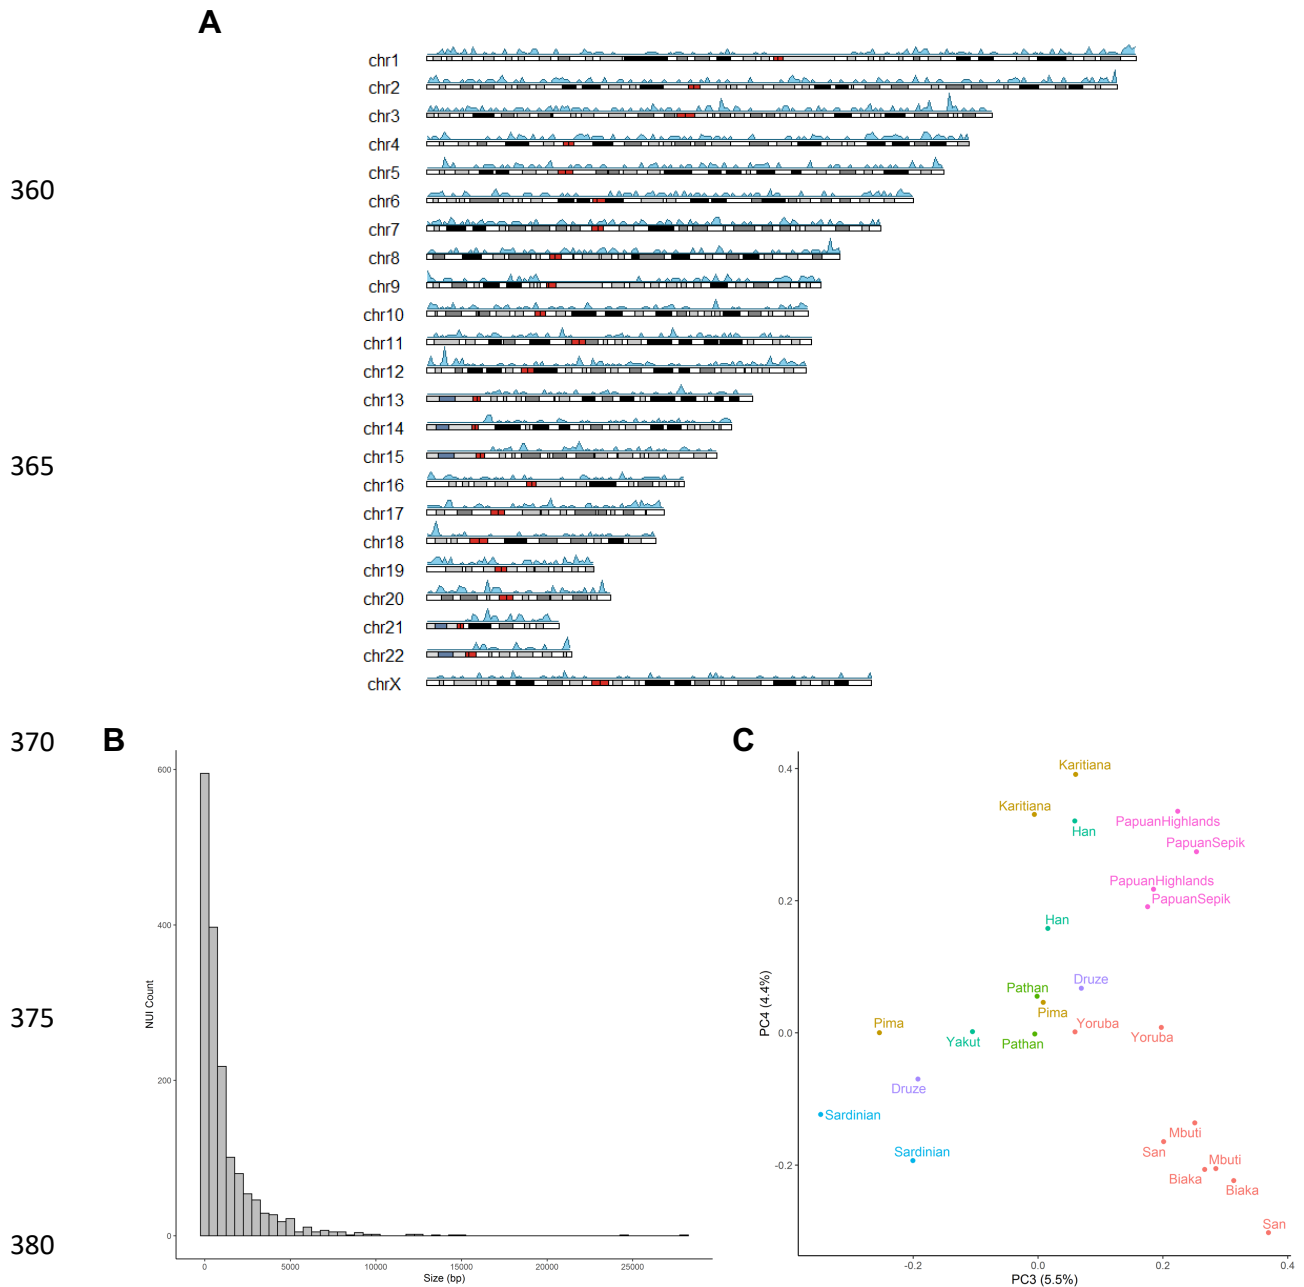 A
chr1
chr2
chr3
chr4
chr5
360
chr6
chr7
chr8
chr9
chr10
chr11
chr12
chr13
chr14
365
chr15
chr16
chr17
chr18
chr19
chr20
chr21
chr22
chrX
370
B
600
400
375
NUI Count
200
0
380
0
5000
10000
15000
20000
25000
Size (bp)
C
0.4
0.2
0.0
-0.2
PC4 (4.4%)
Karitiana
Karitiana
Han
PapuanHighlands
PapuanSepik
PapuanHighlands
PapuanSepik
Han
Druze
Pathan
Pima
Pima
Yoruba
Yoruba
Yakut
Pathan
Druze
Sardinian
Sardinian
Mbuti
San
Mbuti
Biaka
Biaka
San
-0.2
0.0
0.2
0.4
PC3 (5.5%)